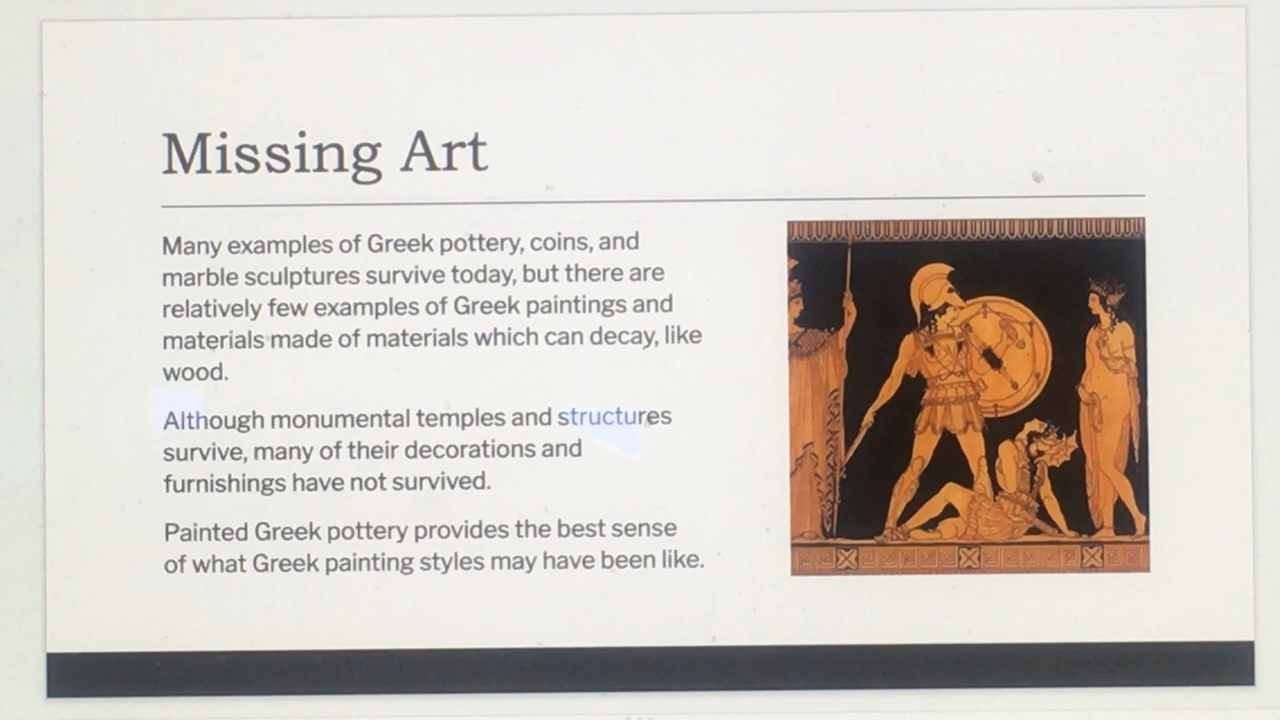 Missing Art
Many examples of Greek pottery, coins, and
marble sculptures survive today, but there are
relatively few examples of Greek paintings and
materials made of materials which can decay, like
wood.
Although monumental temples and structures
survive, many of their decorations and
furnishings have not survived.
Painted Greek pottery provides the best sense
of what Greek painting styles may have been like.